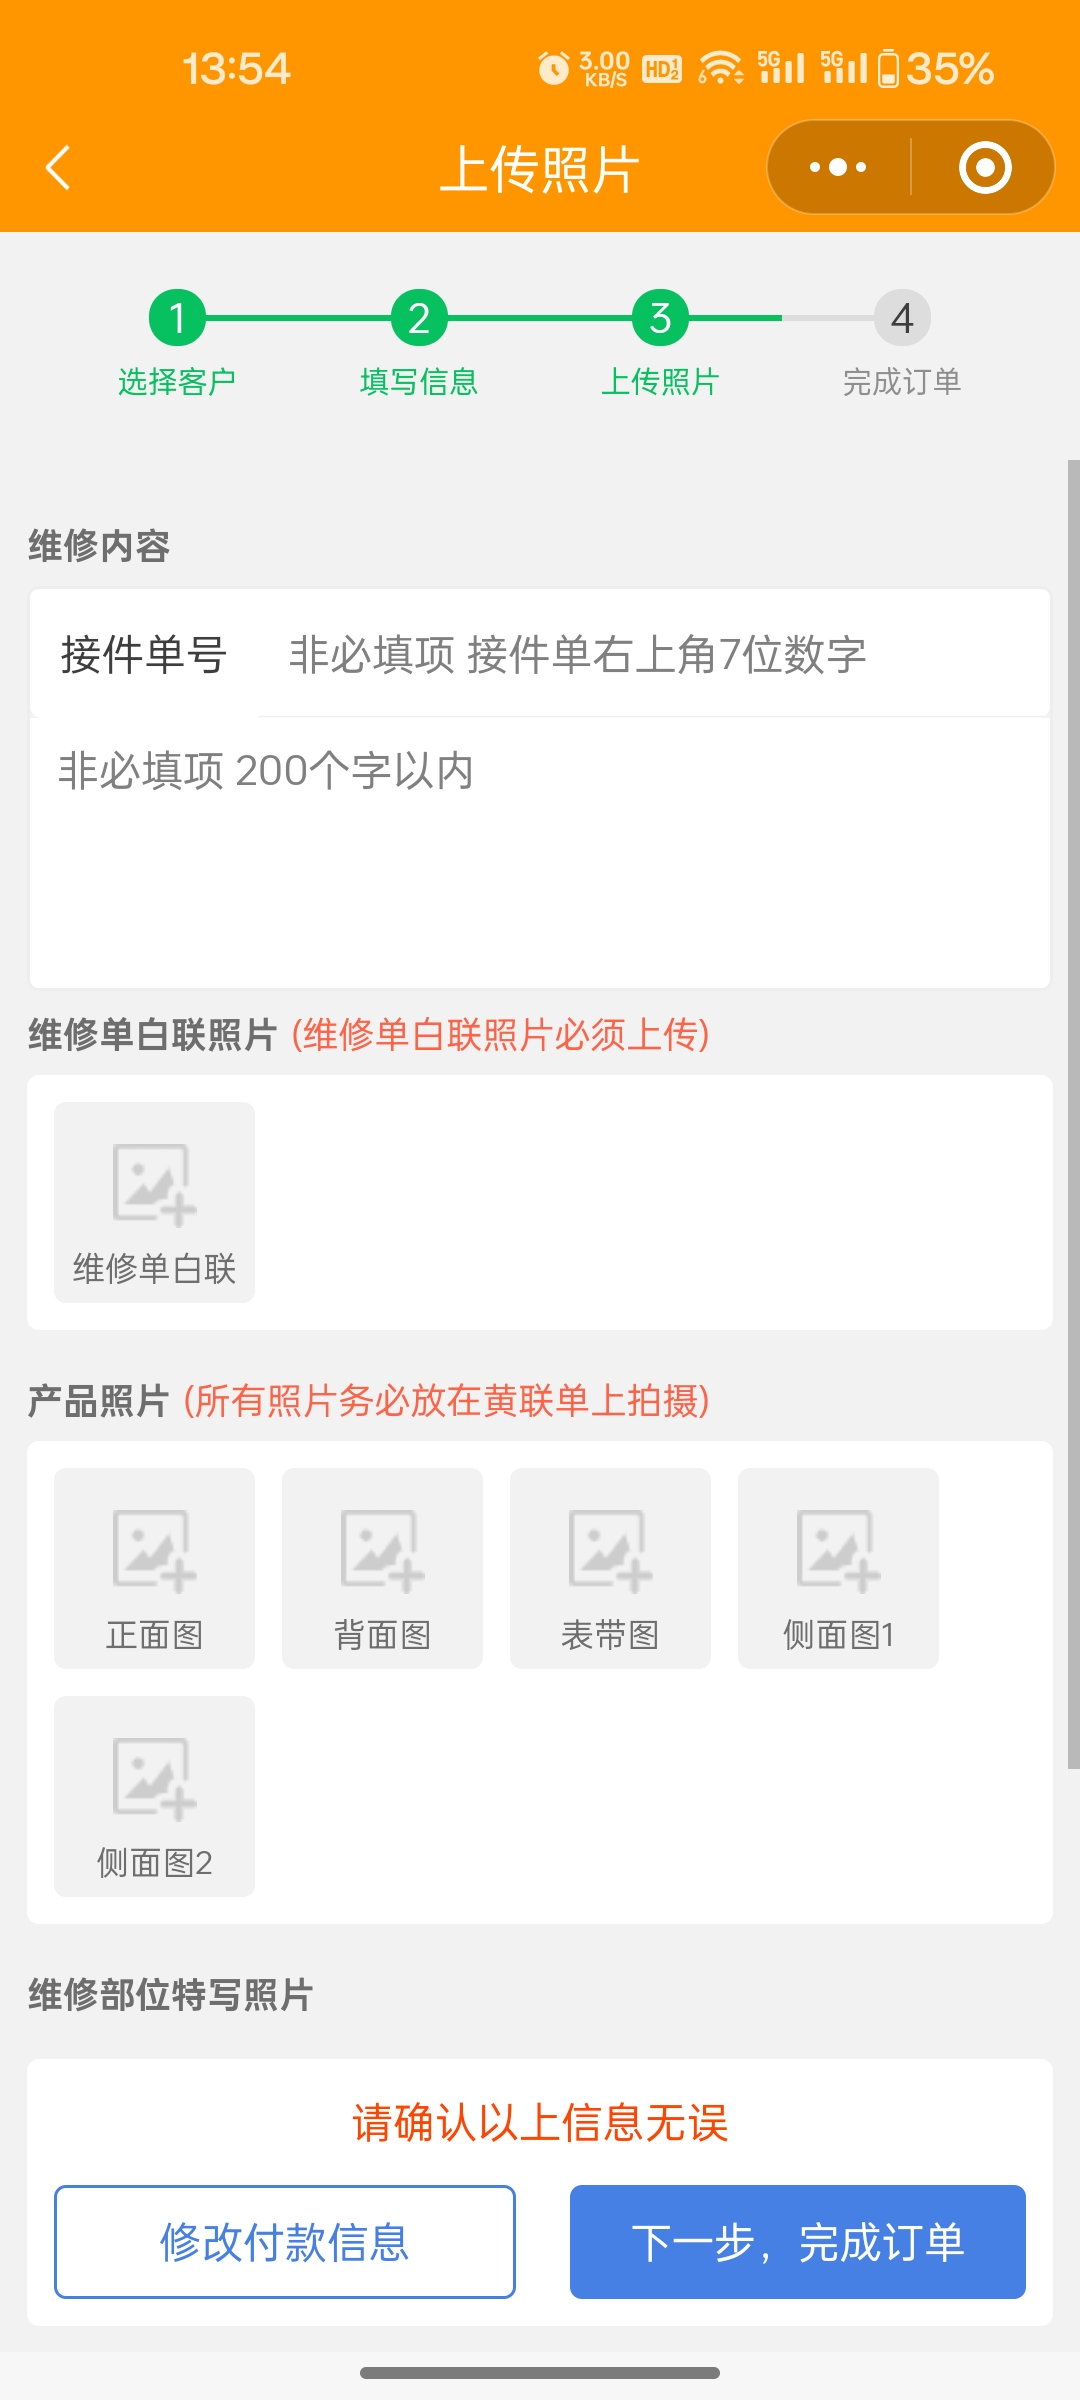 13:54 3.00 KB/S HD 1 2 6 5G 5G 35%
上传照片
1 2 3 4
选择客户 填写信息 上传照片 完成订单
维修内容
接件单号 非必填项 接件单右上角7位数字
非必填项 200个字以内
维修单白联照片 (维修单白联照片必须上传)
维修单白联
产品照片 (所有照片务必放在黄联单上拍摄)
正面图 背面图 表带图 侧面图1
侧面图2
维修部位特写照片
请确认以上信息无误
修改付款信息 下一步，完成订单